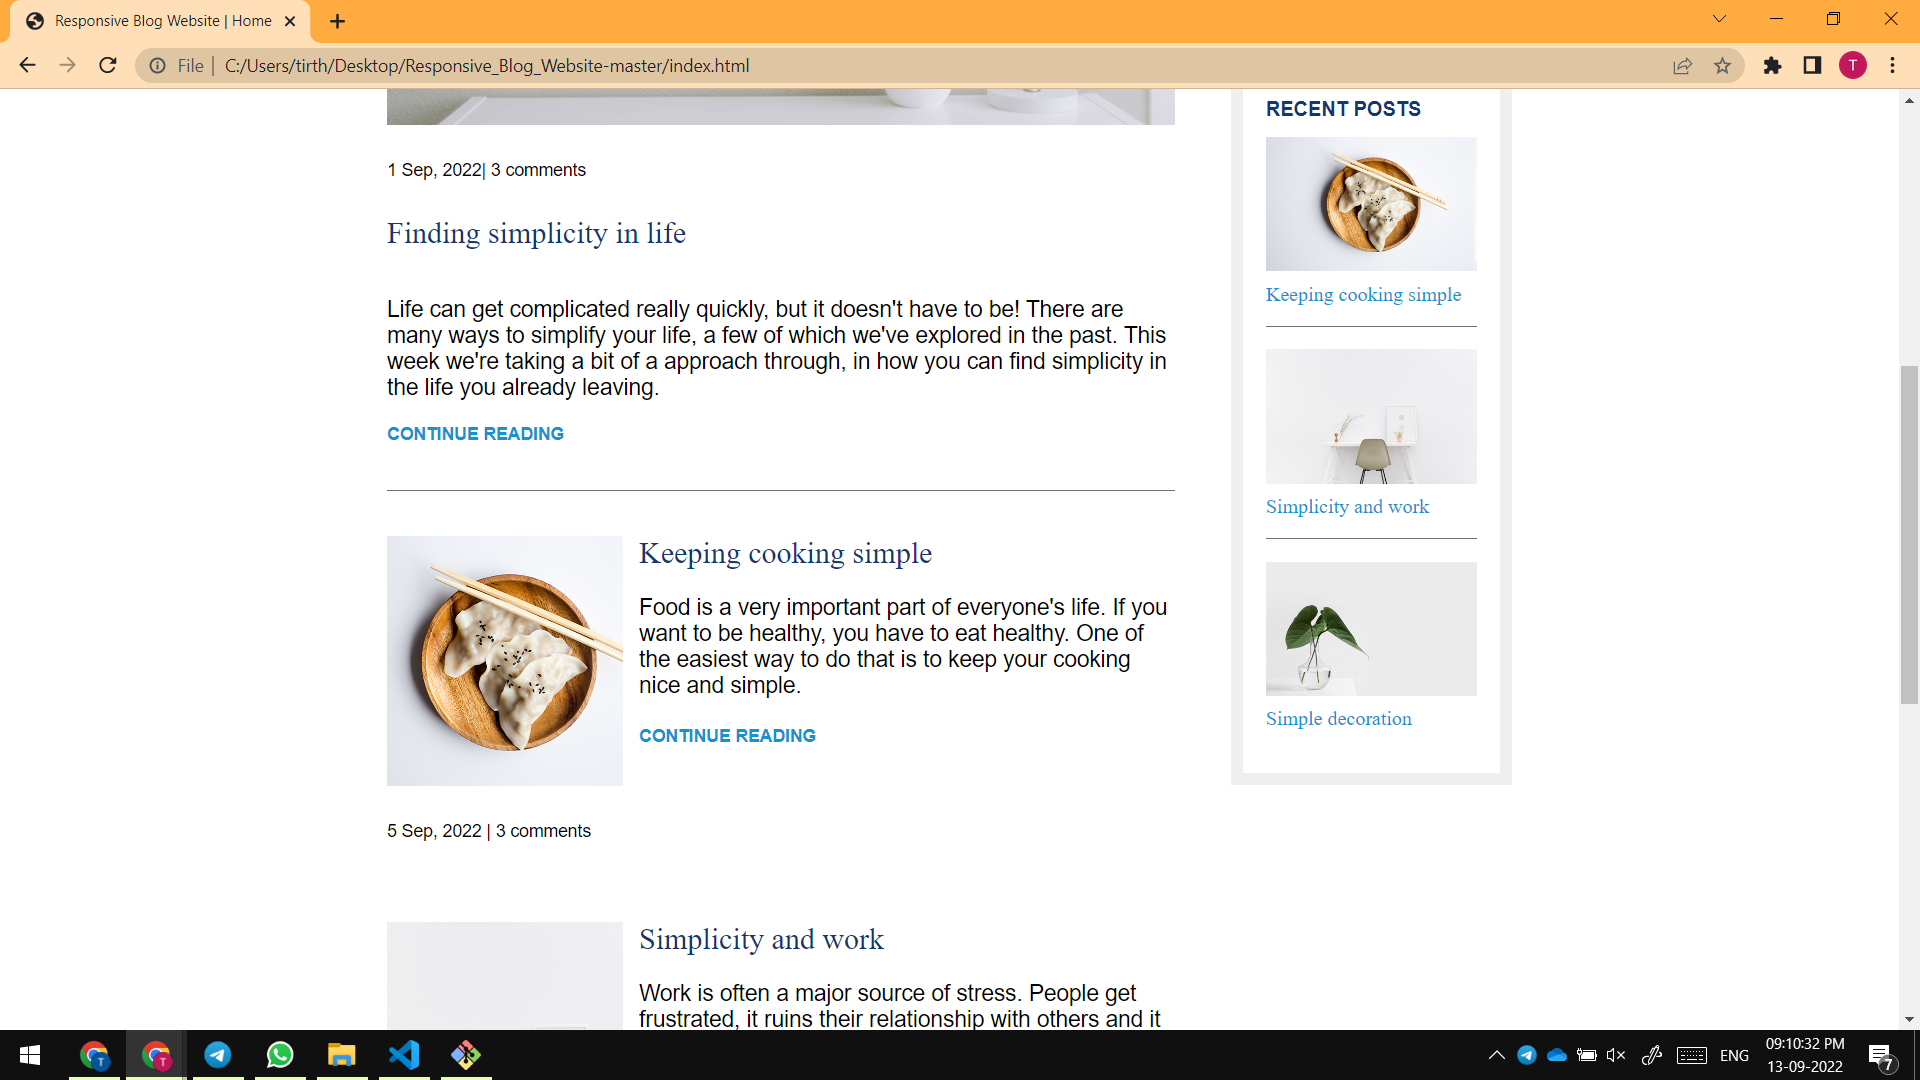 Responsive Blog Website | Home
File | C:/Users/tirth/Desktop/Responsive_Blog_Website-master/index.html
T
1 Sep, 2022| 3 comments
Finding simplicity in life
Life can get complicated really quickly, but it doesn't have to be! There are
many ways to simplify your life, a few of which we've explored in the past. This
week we're taking a bit of a approach through, in how you can find simplicity in
the life you already leaving.
CONTINUE READING
Keeping cooking simple
Food is a very important part of everyone's life. If you
want to be healthy, you have to eat healthy. One of
the easiest way to do that is to keep your cooking
nice and simple.
CONTINUE READING
5 Sep, 2022 | 3 comments
Simplicity and work
Work is often a major source of stress. People get
frustrated, it ruins their relationship with others and it
RECENT POSTS
Keeping cooking simple
Simplicity and work
Simple decoration
T
T
ENG
09:10:32 PM
13-09-2022
7